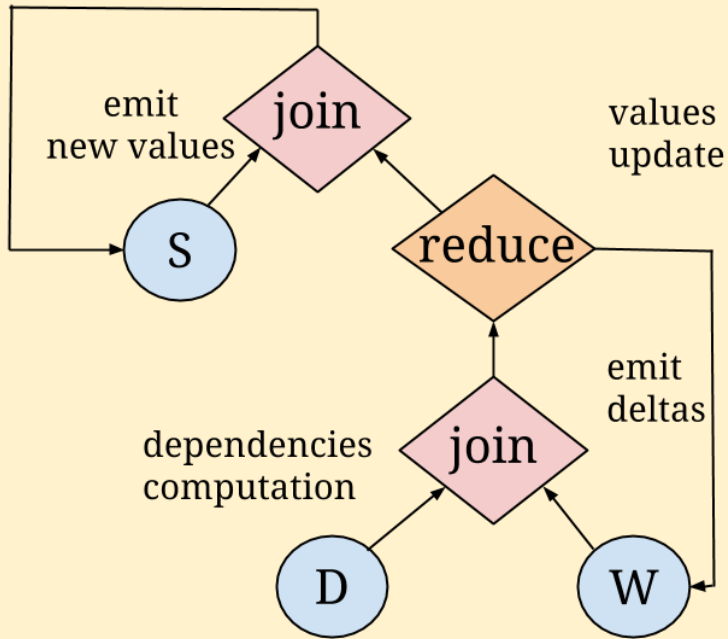 join
emit
new values
values
update
S
reduce
emit
deltas
dependencies
computation
join
D
W